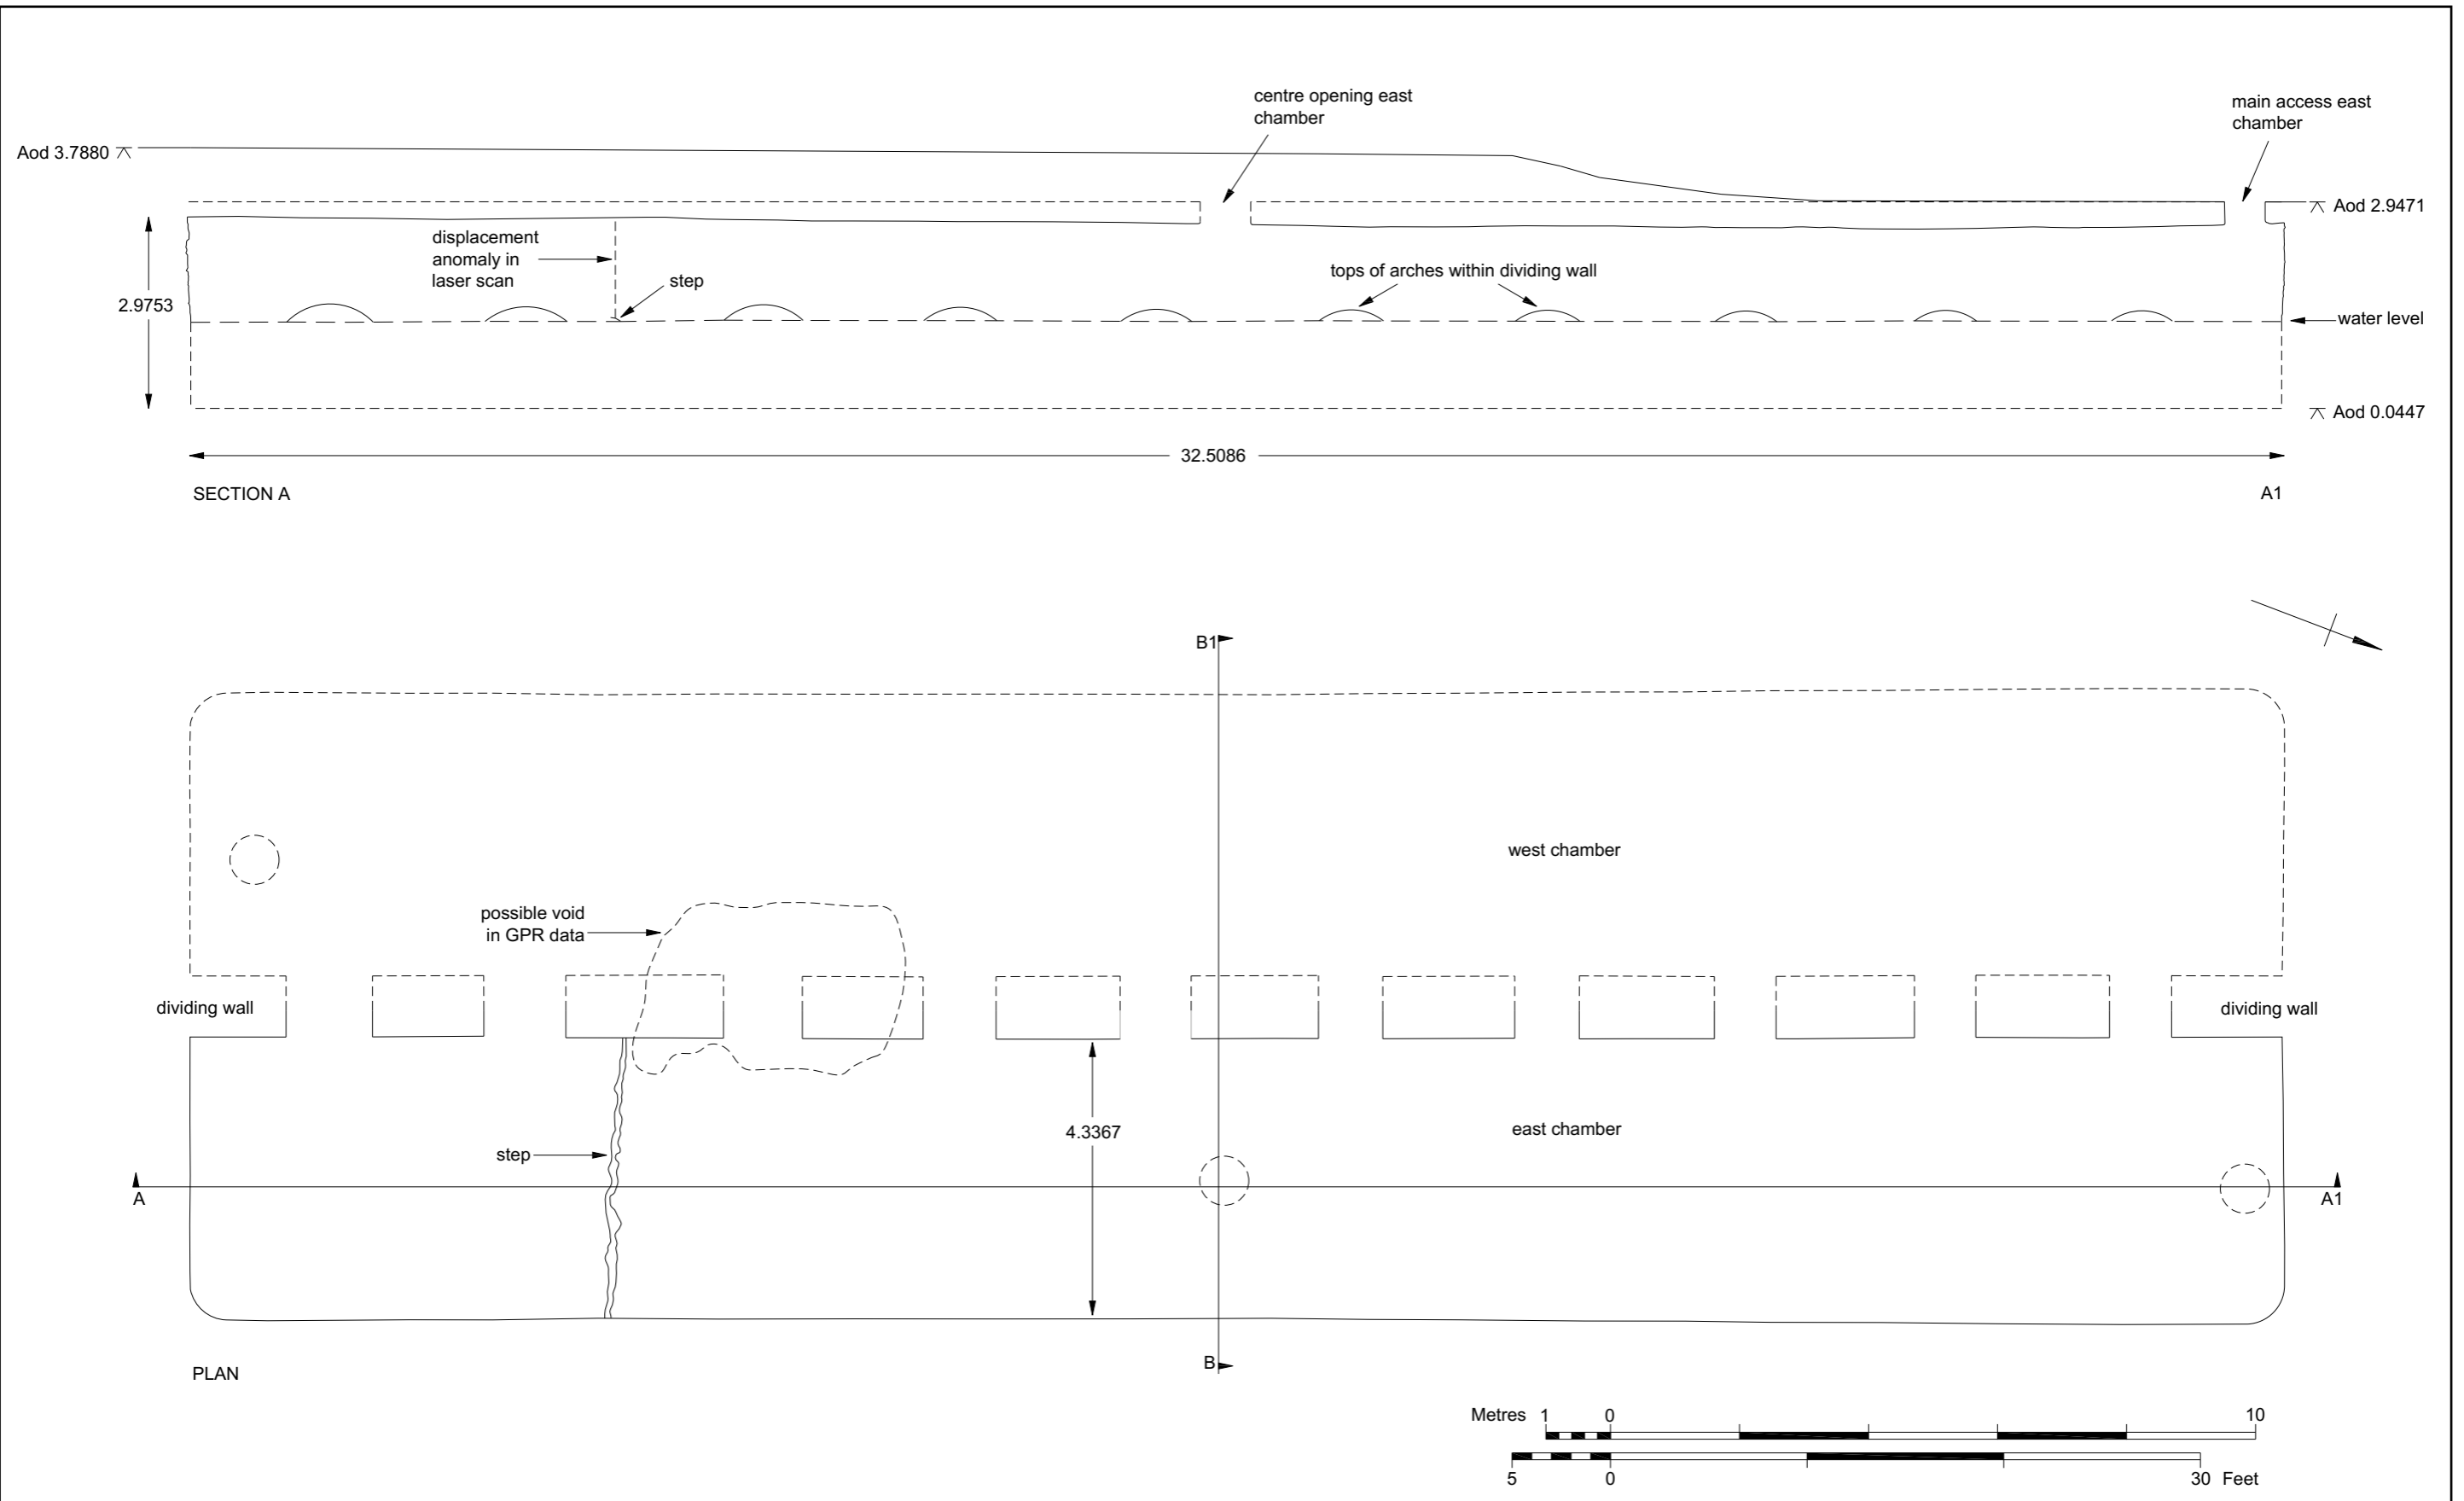 centre opening east
chamber
main access east
chamber
Aod 3.7880
Aod 2.9471
displacement
anomaly in
laser scan
step
tops of arches within dividing wall
2.9753
water level
Aod 0.0447
32.5086
SECTION A
A1
B1
west chamber
possible void
in GPR data
dividing wall
dividing wall
4.3367
east chamber
step
A
A1
B
PLAN
Metres 1 0 10
5 0 30 Feet